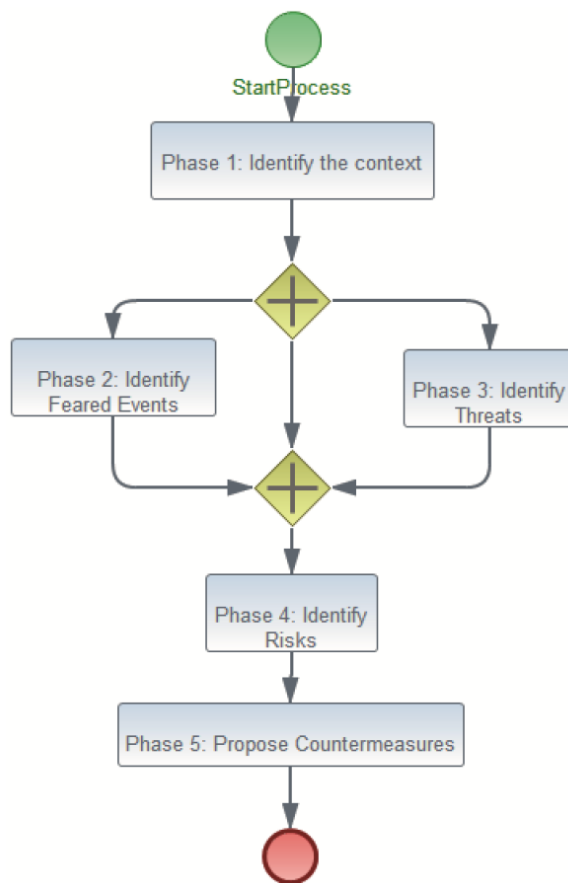 StartProcess
Phase 1: Identify the context
Phase 2: Identify
Feared Events
Phase 3: Identify
Threats
Phase 4: Identify
Risks
Phase 5: Propose Countermeasures